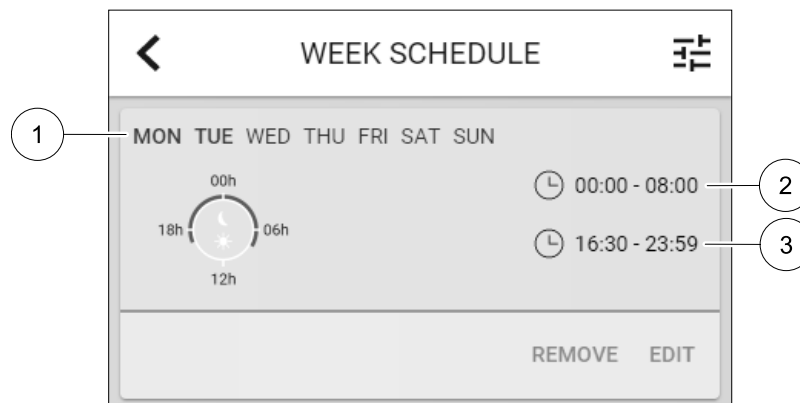 WEEK SCHEDULE
1
MON TUE WED THU FRI SAT SUN
00h
18h
06h
12h
00:00 - 08:00
2
16:30 - 23:59
3
REMOVE EDIT